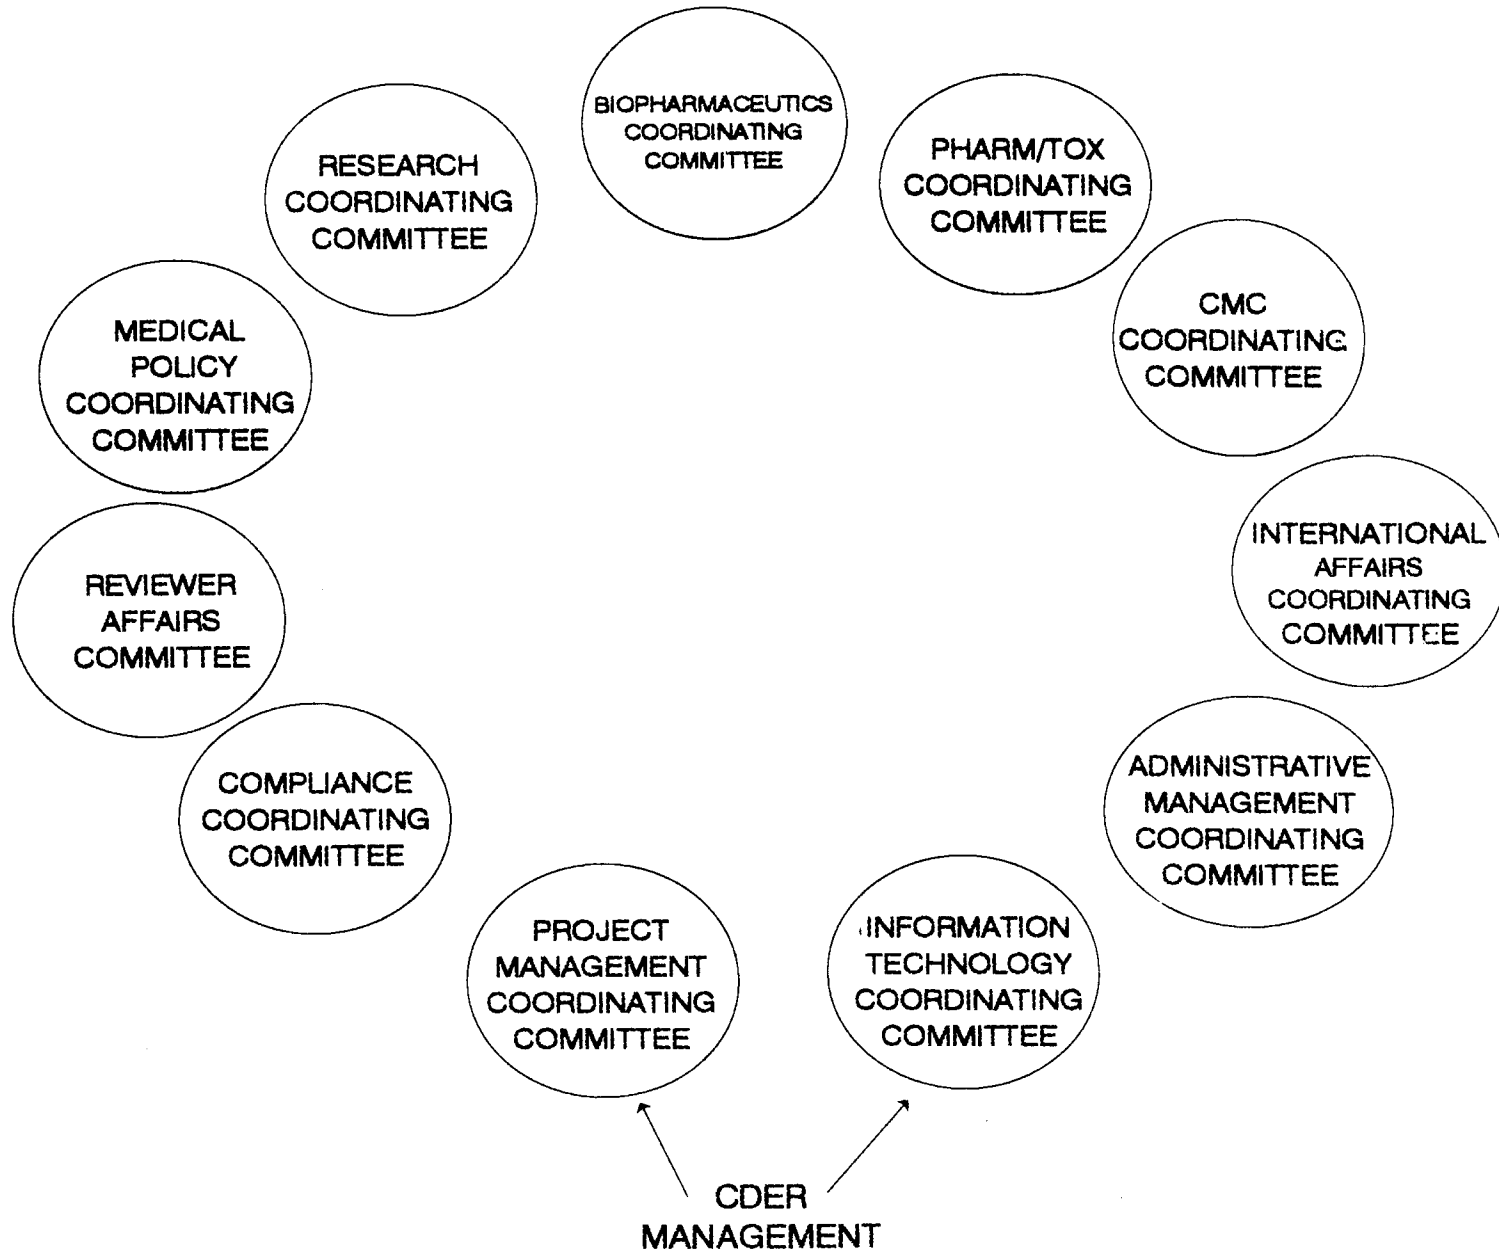 BIOPHARMACEUTICS
COORDINATING
COMMITTEE
RESEARCH
COORDINATING
COMMITTEE
PHARM/TOX
COORDINATING
COMMITTEE
MEDICAL
POLICY
COORDINATING
COMMITTEE
CMC
COORDINATING
COMMITTEE
REVIEWER
AFFAIRS
COMMITTEE
INTERNATIONAL
AFFAIRS
COORDINATING
COMMITTEE
COMPLIANCE
COORDINATING
COMMITTEE
ADMINISTRATIVE
MANAGEMENT
COORDINATING
COMMITTEE
PROJECT
MANAGEMENT
COORDINATING
COMMITTEE
INFORMATION
TECHNOLOGY
COORDINATING
COMMITTEE
CDER
MANAGEMENT